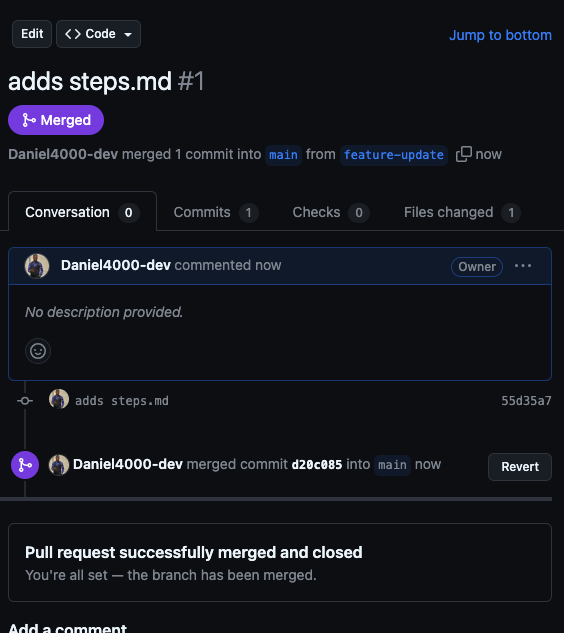 Edit
Code
Jump to bottom
adds steps.md #1
Merged
Daniel4000-dev merged 1 commit into main from feature-update now
Conversation 0
Commits 1
Checks 0
Files changed 1
Daniel4000-dev commented now
Owner
No description provided.
adds steps.md
55d35a7
Daniel4000-dev merged commit d20c085 into main now
Revert
Pull request successfully merged and closed
You're all set — the branch has been merged.
Add a comment